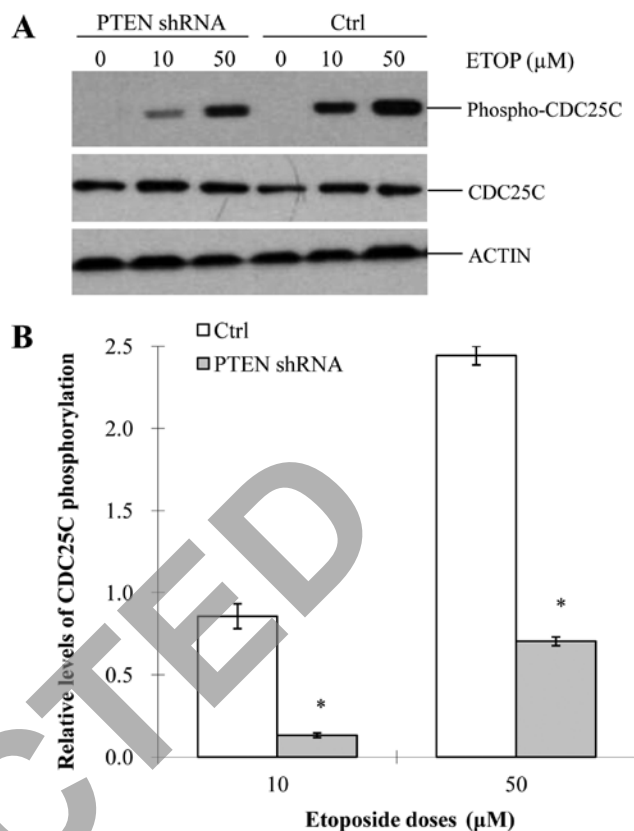 A
PTEN shRNA Ctrl
0 10 50 0 10 50 ETOP (µM)
Phospho-CDC25C
CDC25C
ACTIN
B
Ctrl
PTEN shRNA
Relative levels of CDC25C phosphorylation
2.5
2.0
1.5
1.0
0.5
0.0
*
*
10 50
Etoposide doses (µM)
CTED